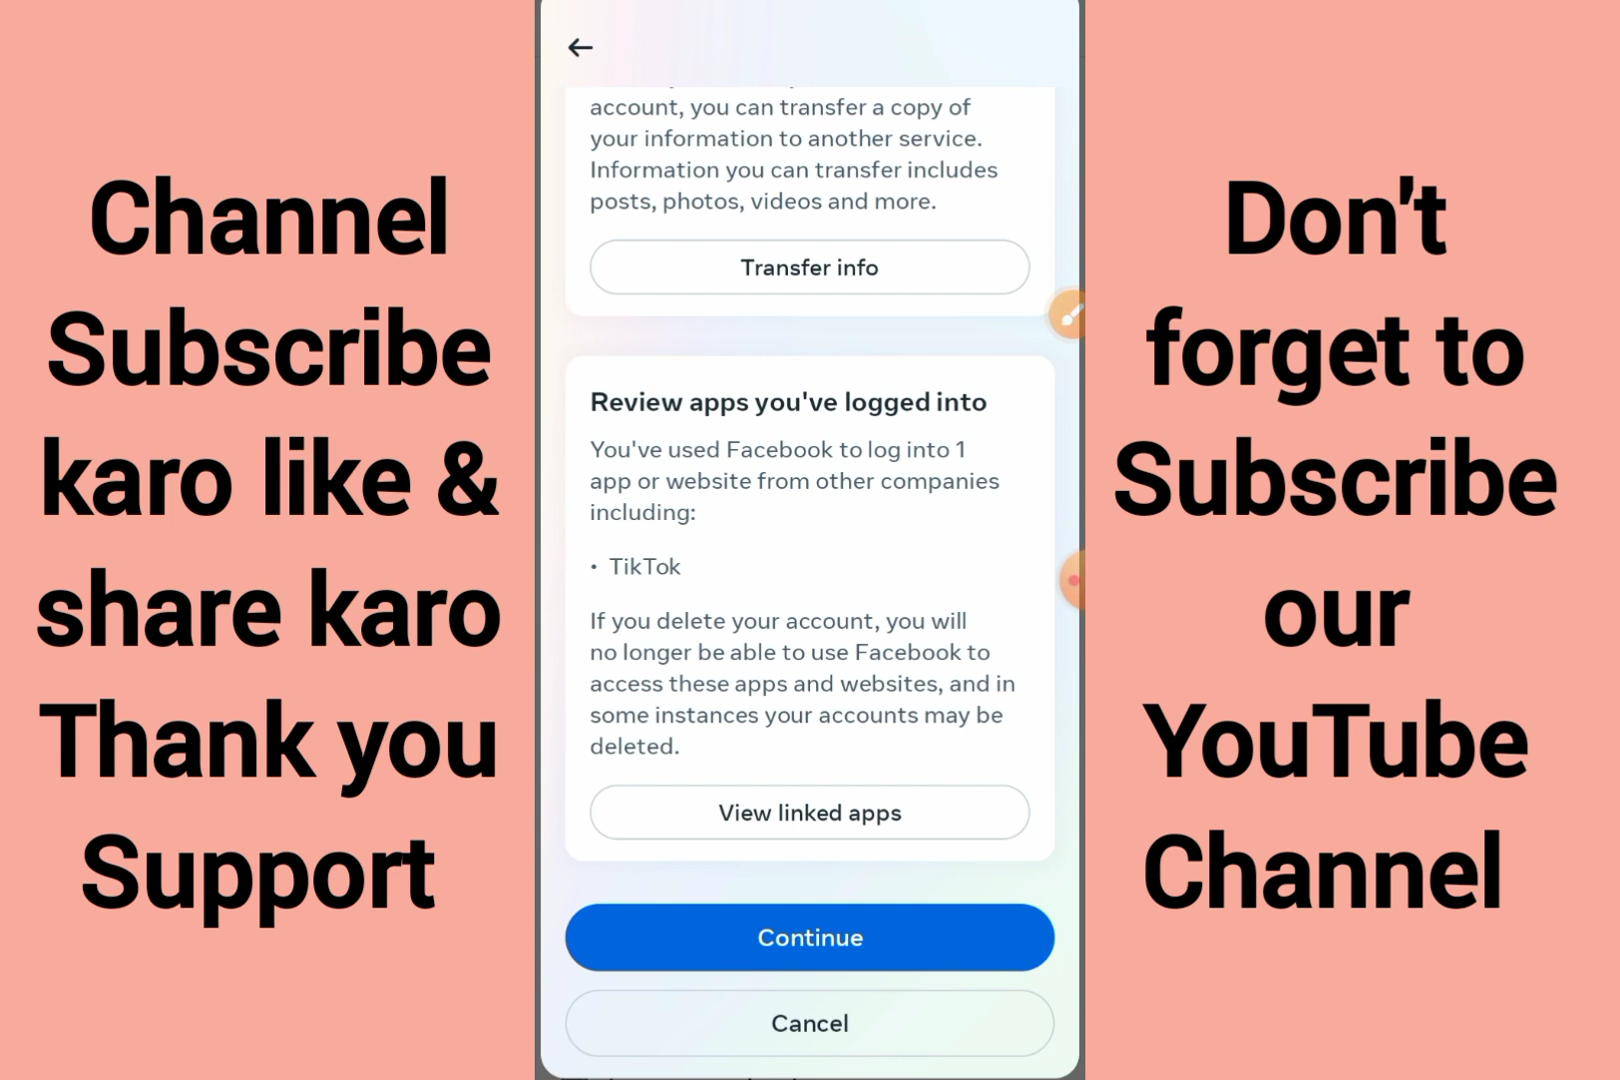 Channel
Subscribe
karo like &
share karo
Thank you
Support
account, you can transfer a copy of
your information to another service.
Information you can transfer includes
posts, photos, videos and more.
Transfer info
Review apps you've logged into
You've used Facebook to log into 1
app or website from other companies
including:
• TikTok
If you delete your account, you will
no longer be able to use Facebook to
access these apps and websites, and in
some instances your accounts may be
deleted.
View linked apps
Continue
Cancel
Don't
forget to
Subscribe
our
YouTube
Channel